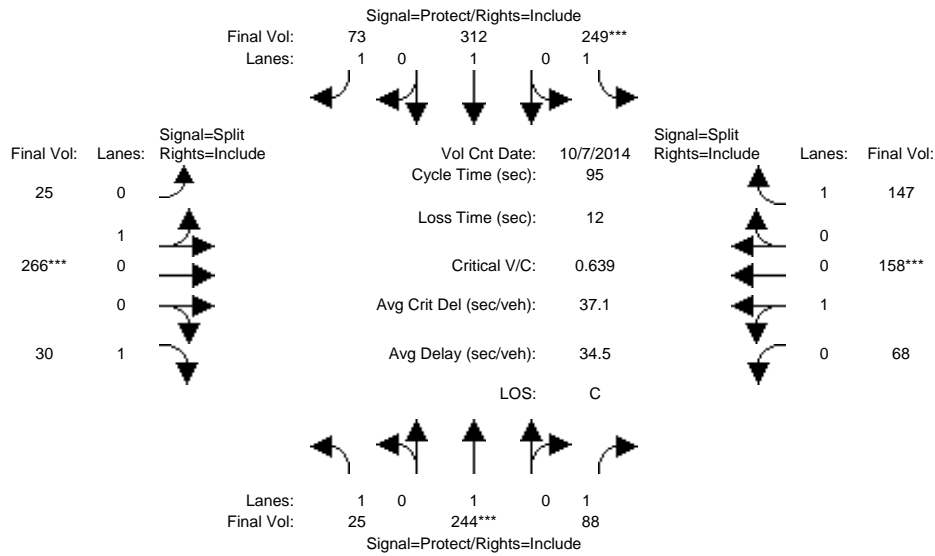 Signal=Protect/Rights=Include
Final Vol: 73 312 249***
Lanes: 1 0 1 0 1
Signal=Split Signal=Split
Final Vol: Lanes: Rights=Include Vol Cnt Date: 10/7/2014 Rights=Include Lanes: Final Vol:
Cycle Time (sec): 95
25 0 1 147
Loss Time (sec): 12
1 0
266*** 0 Critical V/C: 0.639 0 158***
0 Avg Crit Del (sec/veh): 37.1 1
30 1 Avg Delay (sec/veh): 34.5 0 68
LOS: C
Lanes: 1 0 1 0 1
Final Vol: 25 244*** 88
Signal=Protect/Rights=Include